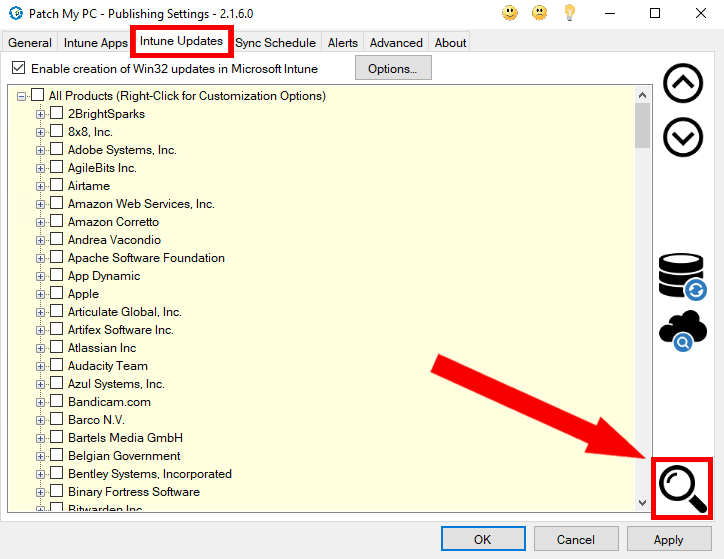 Patch My PC - Publishing Settings - 2.1.6.0
General Intune Apps Intune Updates Sync Schedule Alerts Advanced About
Enable creation of Win32 updates in Microsoft Intune Options...
All Products (Right-Click for Customization Options)
2BrightSparks
8x8, Inc.
Adobe Systems, Inc.
AgileBits Inc.
Airtame
Amazon Web Services, Inc.
Amazon Corretto
Andrea Vacondio
Apache Software Foundation
App Dynamic
Apple
Articulate Global, Inc.
Artifex Software Inc.
Atlassian Inc
Audacity Team
Azul Systems, Inc.
Bandicam.com
Barco N.V.
Bartels Media GmbH
Belgian Government
Bentley Systems, Incorporated
Binary Fortress Software
Bitwarden Inc
OK Cancel Apply